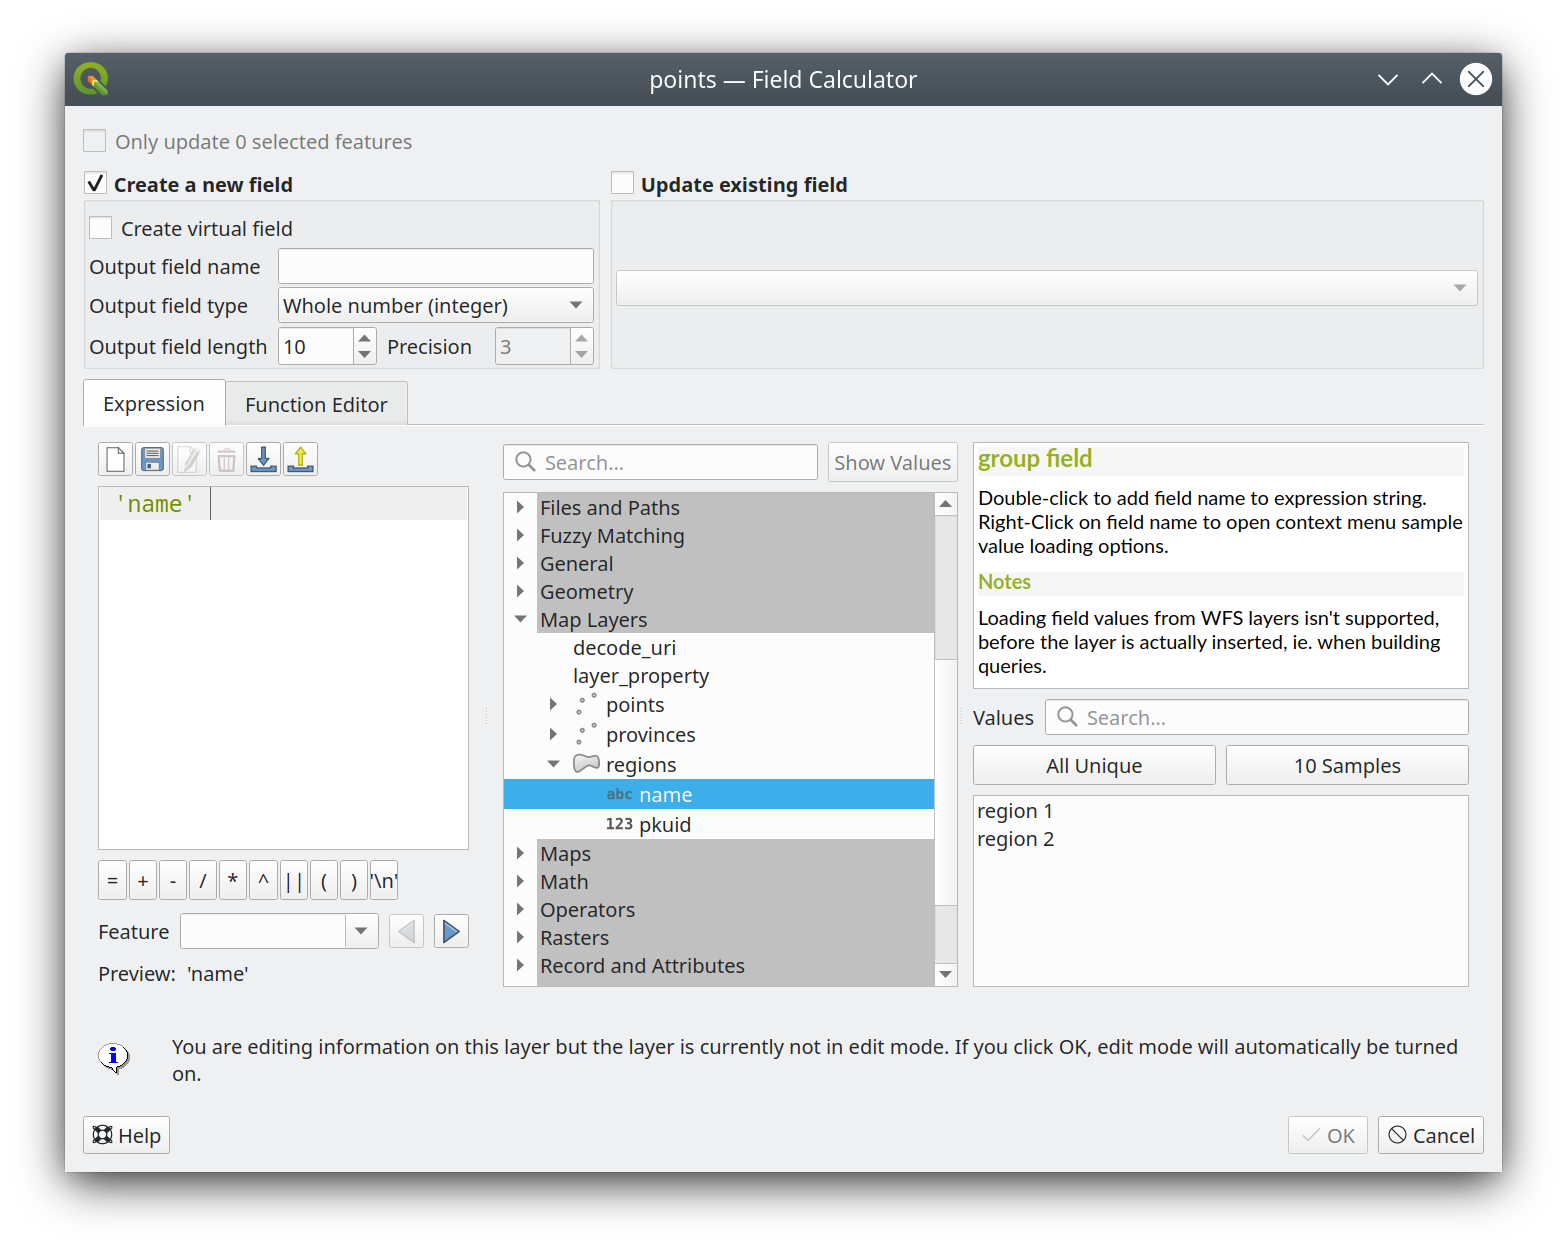 points — Field Calculator
Only update 0 selected features
Create a new field
Update existing field
Create virtual field
Output field name
Output field type
Whole number (integer)
Output field length
10
Precision
3
Expression
Function Editor
Search...
Show Values
'name'
Files and Paths
Fuzzy Matching
General
Geometry
Map Layers
decode_uri
layer_property
points
provinces
regions
abc name
123 pkuid
Maps
Math
Operators
Rasters
Record and Attributes
group field
Double-click to add field name to expression string.
Right-Click on field name to open context menu sample
value loading options.
Notes
Loading field values from WFS layers isn't supported,
before the layer is actually inserted, ie. when building
queries.
Values
Search...
All Unique
10 Samples
region 1
region 2
= + - / * ^ || ( ) '\n'
Feature
Preview: 'name'
You are editing information on this layer but the layer is currently not in edit mode. If you click OK, edit mode will automatically be turned
on.
Help
OK
Cancel